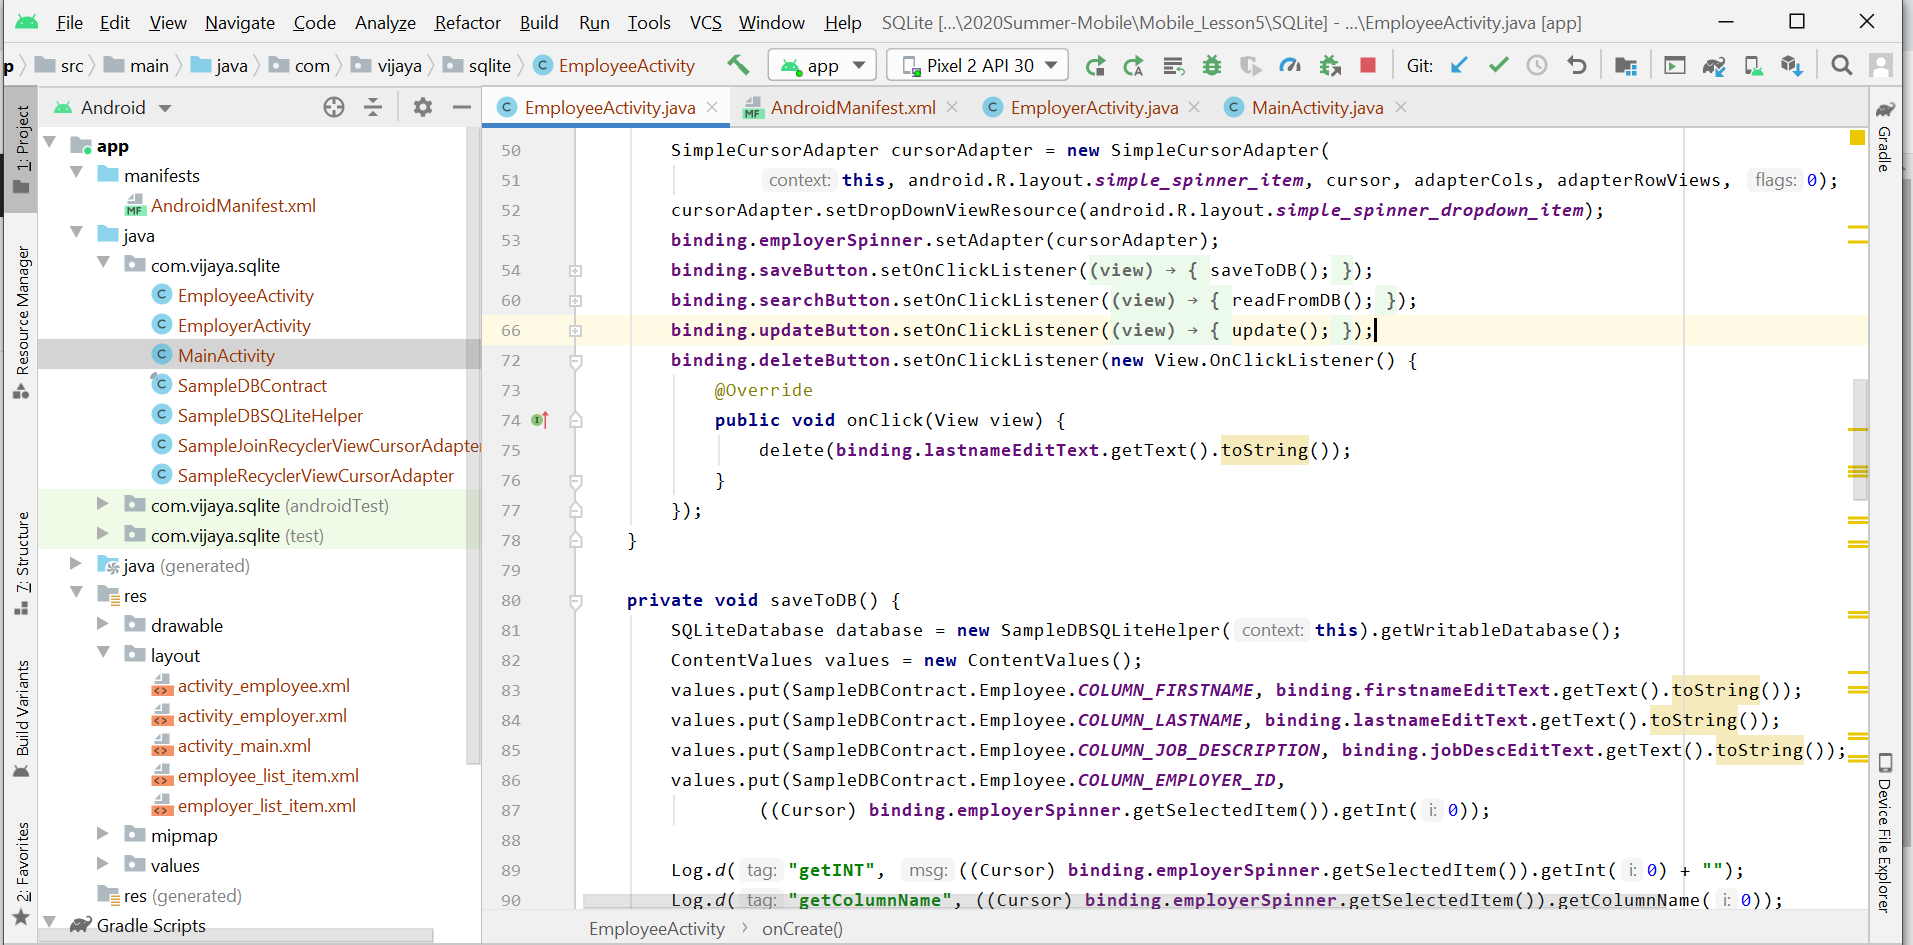 File Edit View Navigate Code Analyze Refactor Build Run Tools VCS Window Help SQLite [...\2020Summer-Mobile\Mobile_Lesson5\SQLite] - ...\EmployeeActivity.java [app]
p src main java com vijaya sqlite EmployeeActivity app Pixel 2 API 30 Git:
Android
EmployeeActivity.java AndroidManifest.xml EmployerActivity.java MainActivity.java
1: Project
Resource Manager
7: Structure
Build Variants
2: Favorites
app
manifests
AndroidManifest.xml
java
com.vijaya.sqlite
EmployeeActivity
EmployerActivity
MainActivity
SampleDBContract
SampleDBSQLiteHelper
SampleJoinRecyclerViewCursorAdapter
SampleRecyclerViewCursorAdapter
com.vijaya.sqlite (androidTest)
com.vijaya.sqlite (test)
java (generated)
res
drawable
layout
activity_employee.xml
activity_employer.xml
activity_main.xml
employee_list_item.xml
employer_list_item.xml
mipmap
values
res (generated)
Gradle Scripts
50 SimpleCursorAdapter cursorAdapter = new SimpleCursorAdapter(
51 context: this, android.R.layout.simple_spinner_item, cursor, adapterCols, adapterRowViews, flags: 0);
52 cursorAdapter.setDropDownViewResource(android.R.layout.simple_spinner_dropdown_item);
53 binding.employerSpinner.setAdapter(cursorAdapter);
54 binding.saveButton.setOnClickListener((view) → { saveToDB(); });
60 binding.searchButton.setOnClickListener((view) → { readFromDB(); });
66 binding.updateButton.setOnClickListener((view) → { update(); });
72 binding.deleteButton.setOnClickListener(new View.OnClickListener() {
73 @Override
74 public void onClick(View view) {
75 delete(binding.lastnameEditText.getText().toString());
76 }
77 });
78 }
79
80 private void saveToDB() {
81 SQLiteDatabase database = new SampleDBSQLiteHelper( context: this).getWritableDatabase();
82 ContentValues values = new ContentValues();
83 values.put(SampleDBContract.Employee.COLUMN_FIRSTNAME, binding.firstnameEditText.getText().toString());
84 values.put(SampleDBContract.Employee.COLUMN_LASTNAME, binding.lastnameEditText.getText().toString());
85 values.put(SampleDBContract.Employee.COLUMN_JOB_DESCRIPTION, binding.jobDescEditText.getText().toString());
86 values.put(SampleDBContract.Employee.COLUMN_EMPLOYER_ID,
87 ((Cursor) binding.employerSpinner.getSelectedItem()).getInt( i: 0));
88
89 Log.d( tag: "getINT", msg: ((Cursor) binding.employerSpinner.getSelectedItem()).getInt( i: 0) + "");
90 Log.d( tag: "getColumnName", ((Cursor) binding.employerSpinner.getSelectedItem()).getColumnName( i: 0));
EmployeeActivity onCreate()
Gradle
Device File Explorer